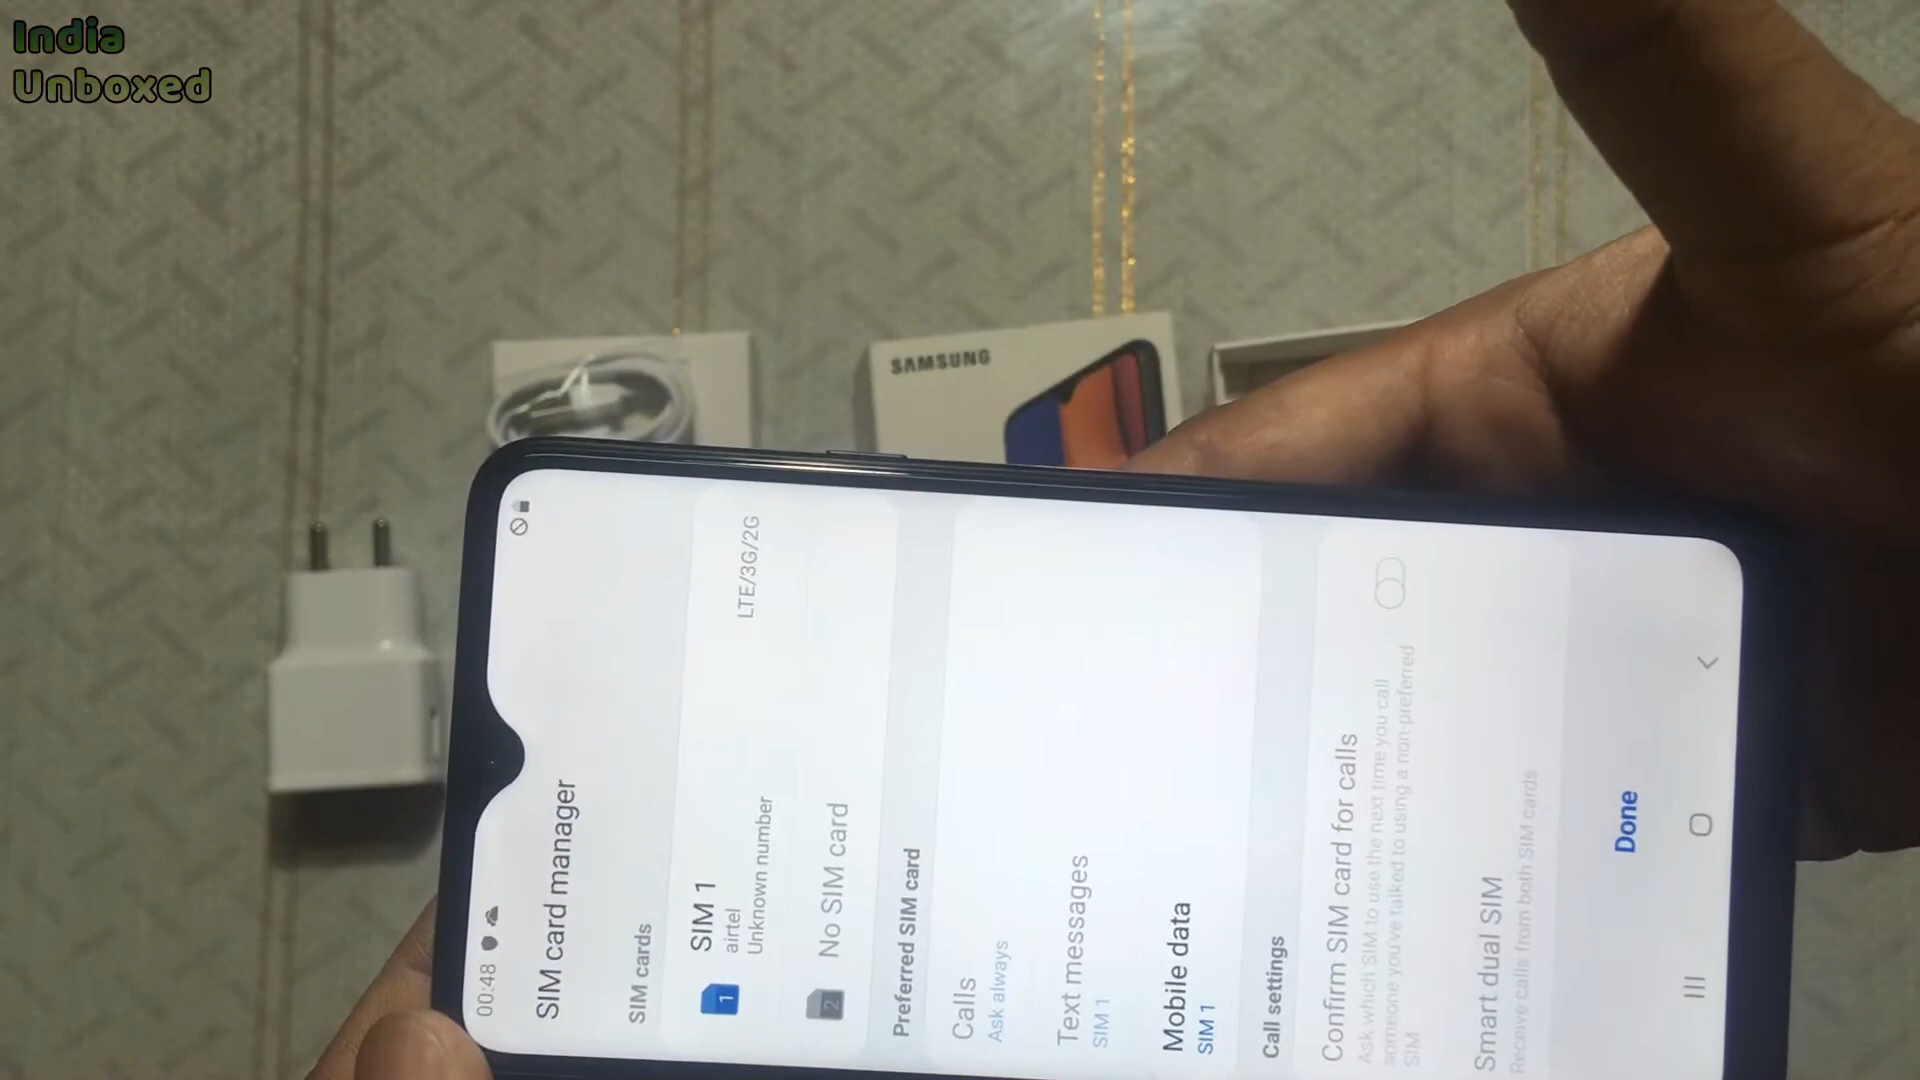 India
Unboxed
SAMSUNG
00:48
SIM card manager
SIM cards
1
SIM 1
airtel
Unknown number
LTE/3G/2G
2
No SIM card
Preferred SIM card
Calls
Ask always
Text messages
SIM 1
Mobile data
SIM 1
Call settings
Confirm SIM card for calls
Ask which SIM to use the next time you call
someone you've talked to using a non-preferred
SIM
Smart dual SIM
Receive calls from both SIM cards
Done